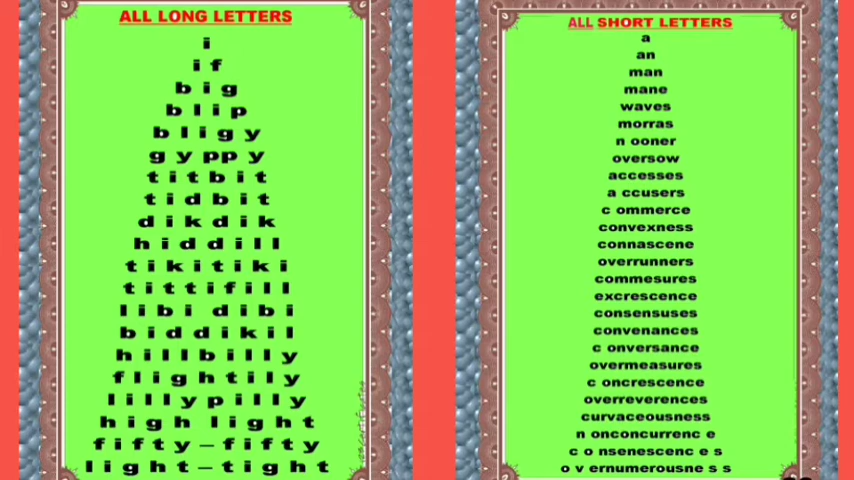 ALL LONG LETTERS
i
if
big
blip
bligy
gyppy
titbit
tidbit
dikdik
hiddill
tikitiki
tittifill
libi dibi
biddikil
hillbilly
flightily
lillypilly
high light
fifty-fifty
light-tight
ALL SHORT LETTERS
a
an
man
mane
waves
morras
n ooner
oversow
accesses
a ccusers
c ommerce
convexness
connascene
overrunners
commesures
excrescence
consensuses
convenances
c onversance
overmeasures
c oncrescence
overreverences
curvaceousness
n onconcurrenc e
c o nsenescenc e s
o v ernumerousne s s